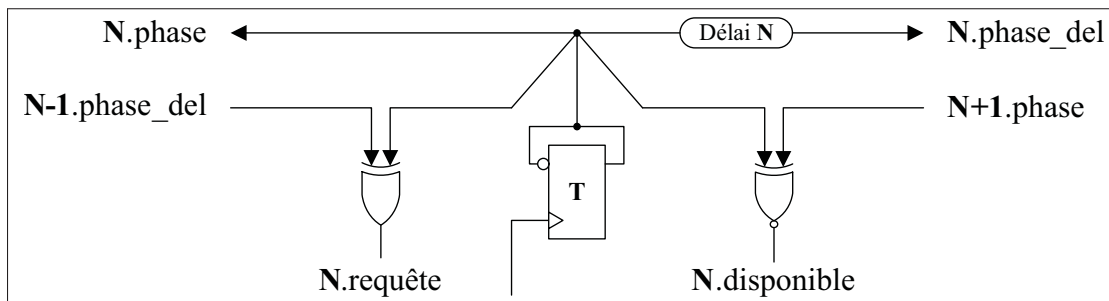 N.phase
Délai N
N.phase_del
N-1.phase_del
N+1.phase
T
N.requête
N.disponible